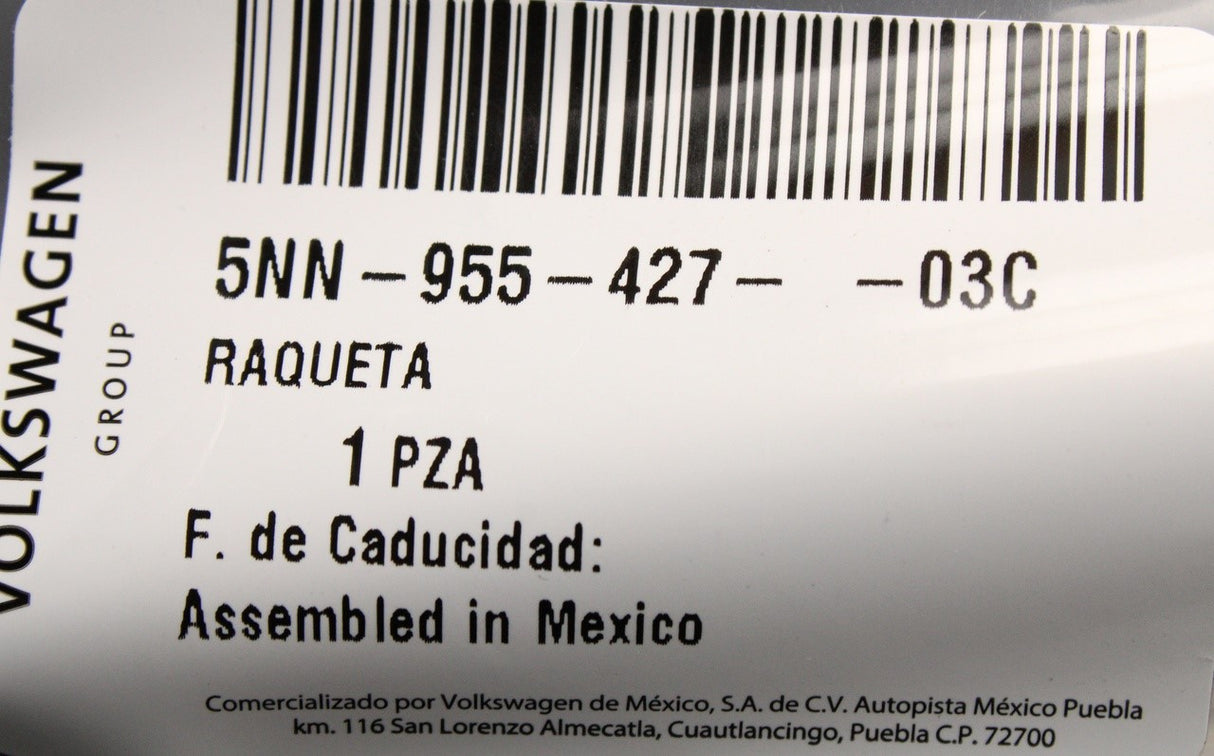 VOLKSWAGEN
GROUP
5NN-955-427- -03C
RAQUETA
1 PZA
F. de Caducidad:
Assembled in Mexico
Comercializado por Volkswagen de México, S.A. de C.V. Autopista México Puebla
km. 116 San Lorenzo Almecatla, Cuautlancingo, Puebla C.P. 72700